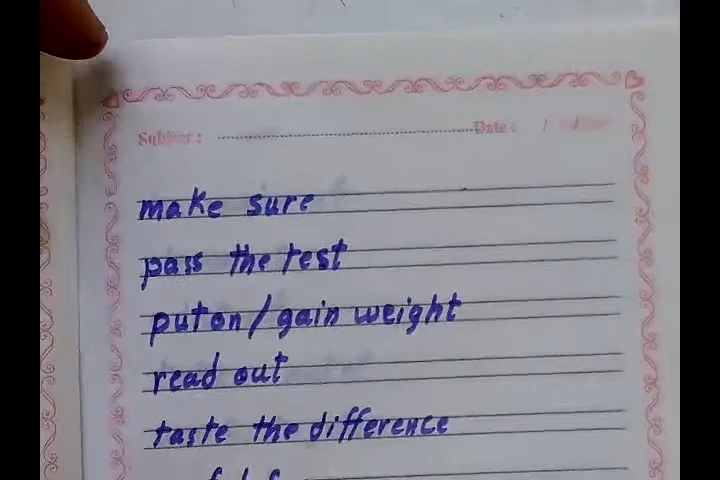 Subject: Date: / /
make sure
pass the test
put on / gain weight
read out
taste the difference